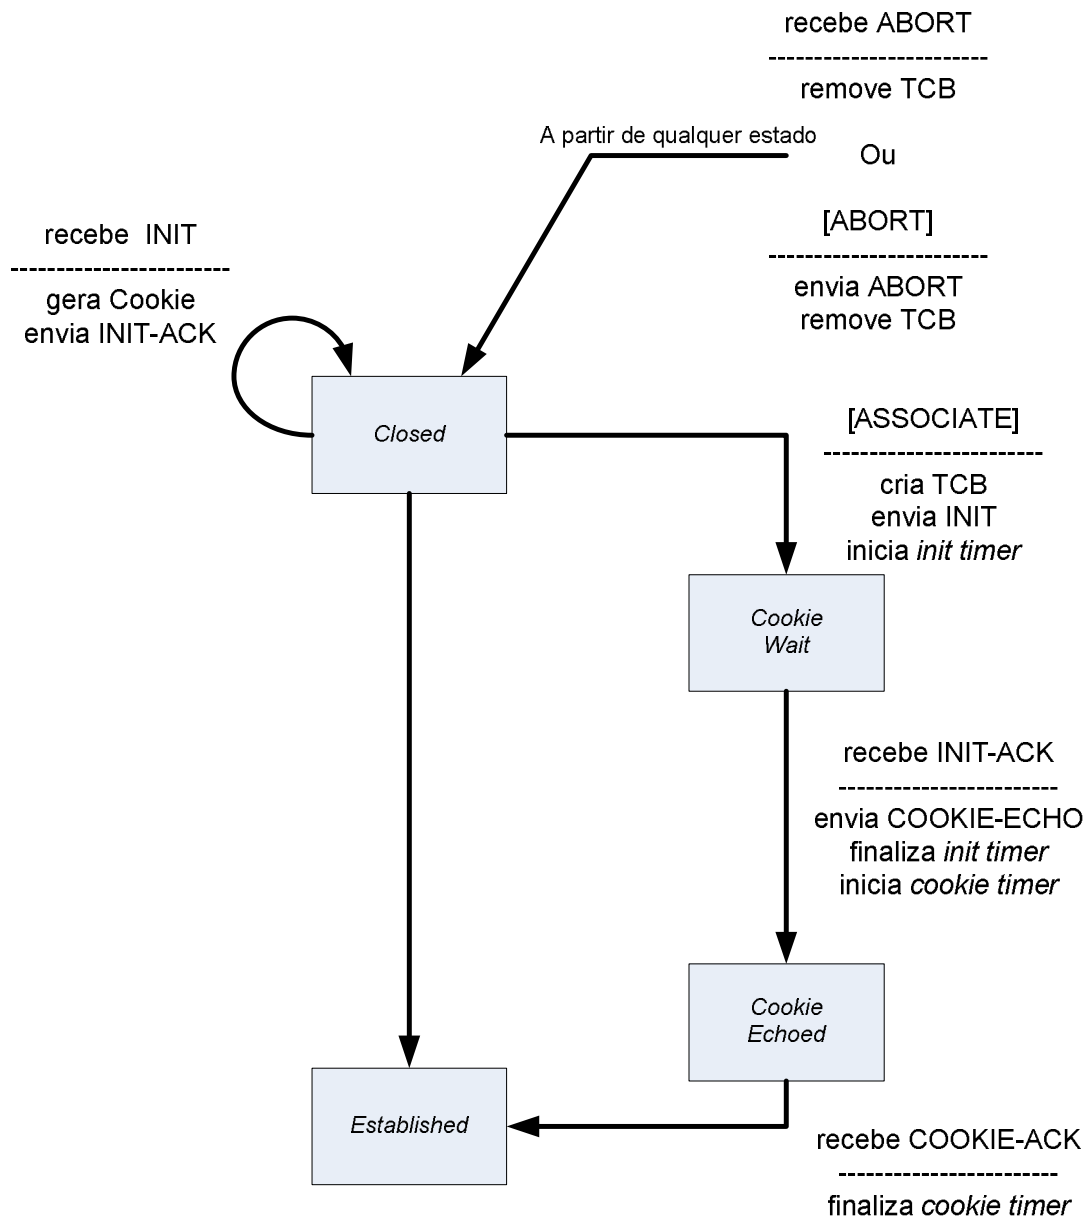 recebe ABORT
------------------------
remove TCB
A partir de qualquer estado
Ou
[ABORT]
------------------------
envia ABORT
remove TCB
recebe INIT
------------------------
gera Cookie
envia INIT-ACK
Closed
[ASSOCIATE]
------------------------
cria TCB
envia INIT
inicia init timer
Cookie
Wait
recebe INIT-ACK
------------------------
envia COOKIE-ECHO
finaliza init timer
inicia cookie timer
Cookie
Echoed
Established
recebe COOKIE-ACK
------------------------
finaliza cookie timer